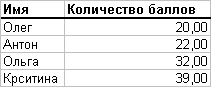 Имя Количество баллов
Олег 20,00
Антон 22,00
Ольга 32,00
Крситина 39,00